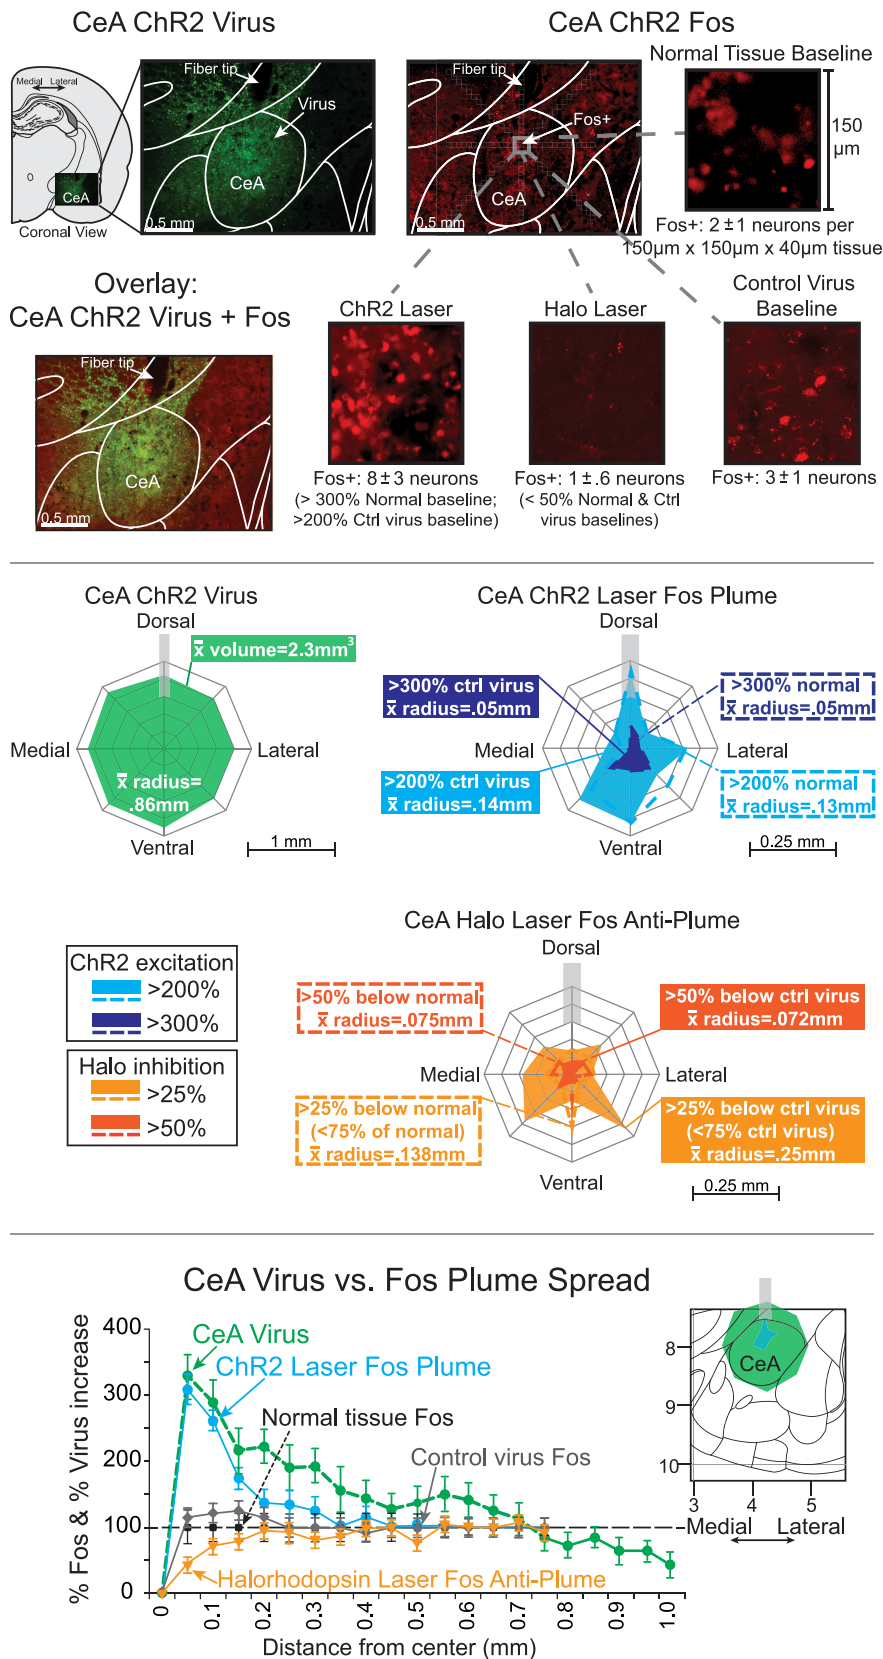 CeA ChR2 Virus
CeA ChR2 Fos
Medial Lateral
CeA
Coronal View
Fiber tip
Virus
CeA
0.5 mm
Fiber tip
Fos+
CeA
0.5 mm
Normal Tissue Baseline
150
µm
Fos+: 2±1 neurons per
150µm x 150µm x 40µm tissue
Overlay:
CeA ChR2 Virus + Fos
Fiber tip
CeA
0.5 mm
ChR2 Laser
Fos+: 8±3 neurons
(> 300% Normal baseline;
>200% Ctrl virus baseline)
Halo Laser
Fos+: 1±.6 neurons
(< 50% Normal & Ctrl
virus baselines)
Control Virus
Baseline
Fos+: 3±1 neurons
CeA ChR2 Virus
Dorsal
x̄ volume=2.3mm³
Medial
Lateral
x̄ radius=
.86mm
Ventral
1 mm
CeA ChR2 Laser Fos Plume
Dorsal
>300% ctrl virus
x̄ radius=.05mm
>300% normal
x̄ radius=.05mm
Medial
Lateral
>200% ctrl virus
x̄ radius=.14mm
>200% normal
x̄ radius=.13mm
Ventral
0.25 mm
CeA Halo Laser Fos Anti-Plume
Dorsal
ChR2 excitation
>200%
>300%
Halo inhibition
>25%
>50%
>50% below normal
x̄ radius=.075mm
>50% below ctrl virus
x̄ radius=.072mm
Medial
Lateral
>25% below normal
(<75% of normal)
x̄ radius=.138mm
>25% below ctrl virus
(<75% ctrl virus)
x̄ radius=.25mm
Ventral
0.25 mm
CeA Virus vs. Fos Plume Spread
% Fos & % Virus increase
400
300
200
100
0
CeA Virus
ChR2 Laser Fos Plume
Normal tissue Fos
Control virus Fos
Halorhodopsin Laser Fos Anti-Plume
0 0.1 0.2 0.3 0.4 0.5 0.6 0.7 0.8 0.9 1.0
Distance from center (mm)
CeA
8
9
10
3 4 5
Medial Lateral